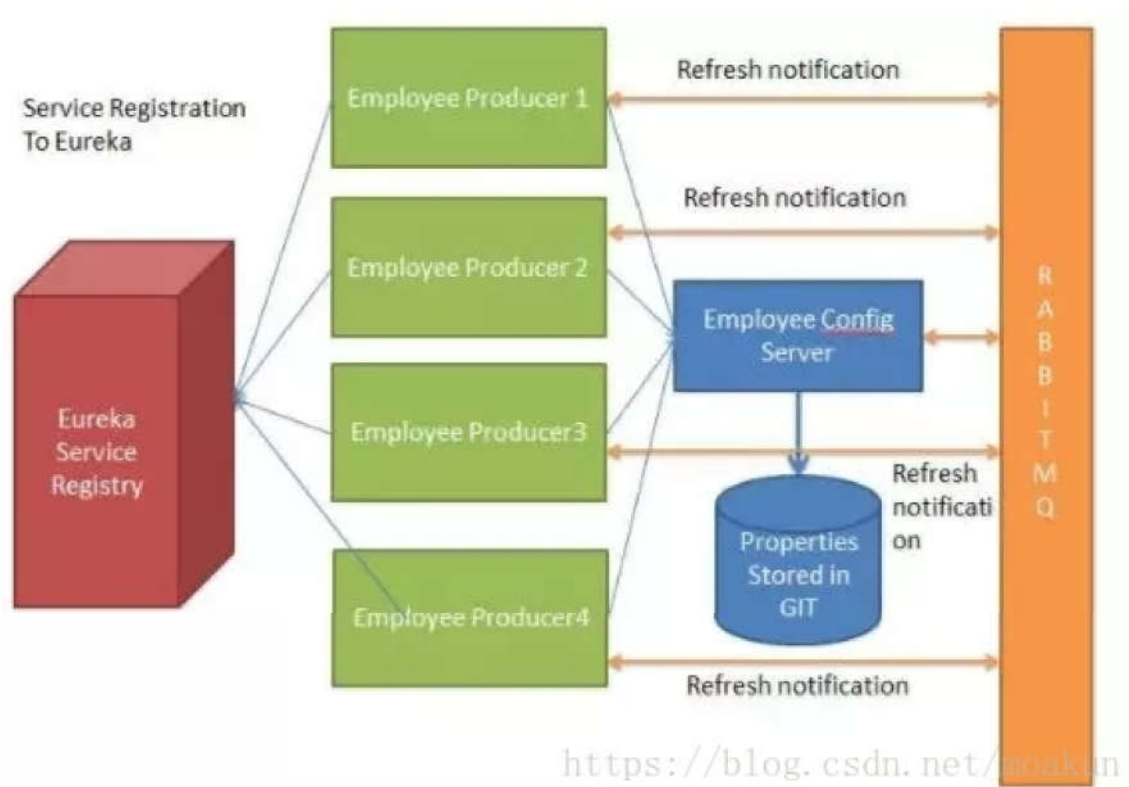 Service Registration
To Eureka
Eureka
Service
Registry
Employee Producer 1
Employee Producer 2
Employee Producer3
Employee Producer4
Refresh notification
Refresh notification
Employee Config
Server
Properties
Stored in
GIT
Refresh
notificati
on
Refresh notification
R
A
B
B
I
T
M
Q
https://blog.csdn.net/moakun